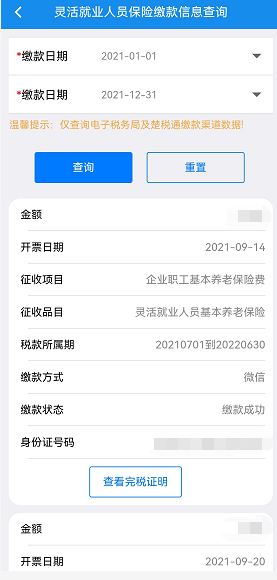 灵活就业人员保险缴款信息查询
*缴款日期 2021-01-01
*缴款日期 2021-12-31
温馨提示：仅查询电子税务局及楚税通缴款渠道数据!
查询 重置
金额
开票日期 2021-09-14
征收项目 企业职工基本养老保险费
征收品目 灵活就业人员基本养老保险
税款所属期 20210701到20220630
缴款方式 微信
缴款状态 缴款成功
身份证号码
查看完税证明
金额
开票日期 2021-09-20